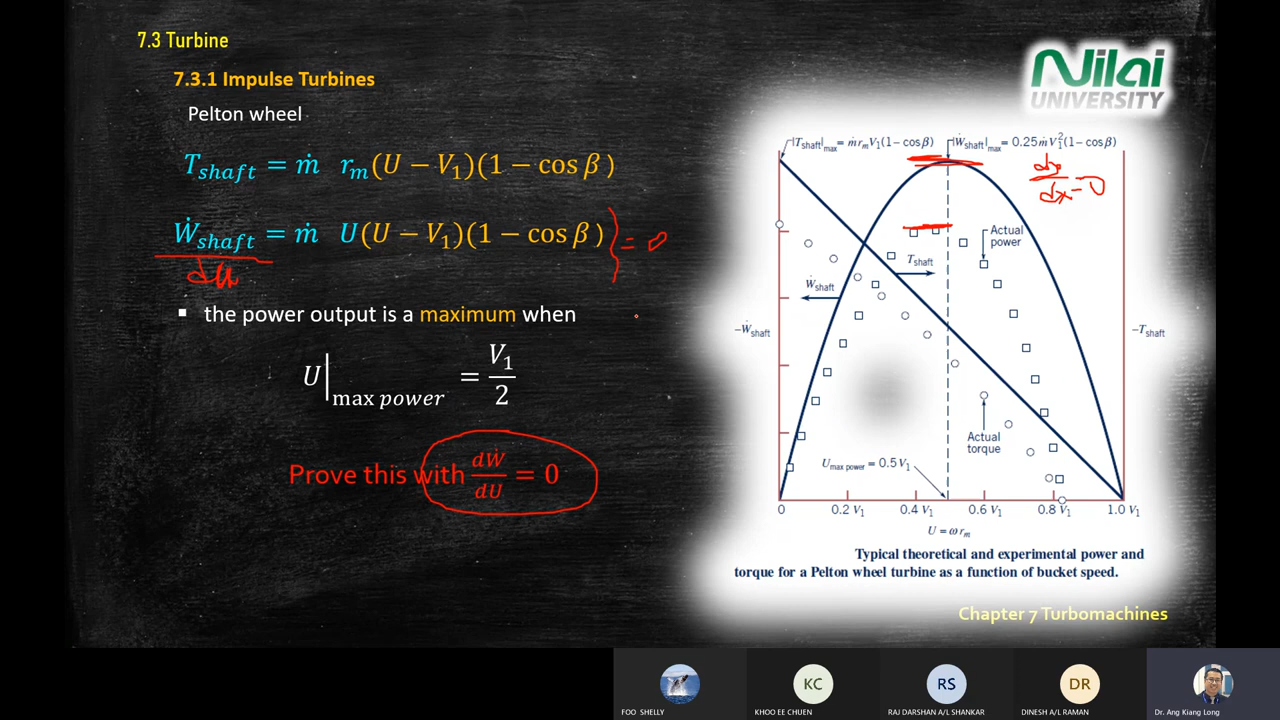 7.3 Turbine
7.3.1 Impulse Turbines
Pelton wheel
Nilai
UNIVERSITY
T_shaft = ṁ r_m(U − V_1)(1 − cos β)
Ẇ_shaft = ṁ U(U − V_1)(1 − cos β) = 0
du
▪ the power output is a maximum when
U|_max power = V_1/2
Prove this with dẆ/dU = 0
|T_shaft|_max = ṁ r_m V_1(1− cos β)
|Ẇ_shaft|_max = 0.25 ṁ V_1^2 (1− cos β)
dy/dx = 0
Actual
power
T_shaft
Ẇ_shaft
−Ẇ_shaft
−T_shaft
Actual
torque
U_max power = 0.5 V_1
0 0.2 V_1 0.4 V_1 0.6 V_1 0.8 V_1 1.0 V_1
U = ω r_m
Typical theoretical and experimental power and
torque for a Pelton wheel turbine as a function of bucket speed.
Chapter 7 Turbomachines
KC RS DR
FOO SHELLY KHOO EE CHUEN RAJ DARSHAN A/L SHANKAR DINESH A/L RAMAN Dr. Ang Kiang Long